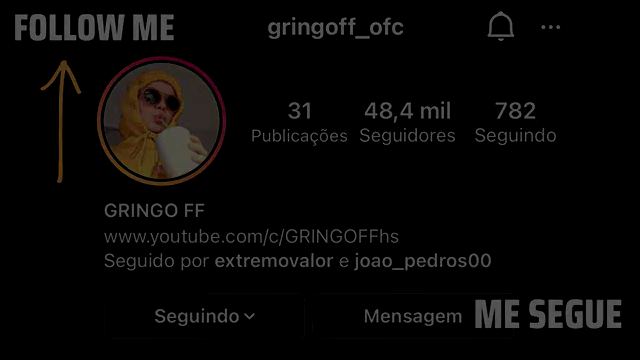 FOLLOW ME
gringoff_ofc
31
48,4 mil
782
Publicações
Seguidores
Seguindo
GRINGO FF
www.youtube.com/c/GRINGOFFhs
Seguido por extremovalor e joao_pedros00
Seguindo
Mensagem
ME SEGUE